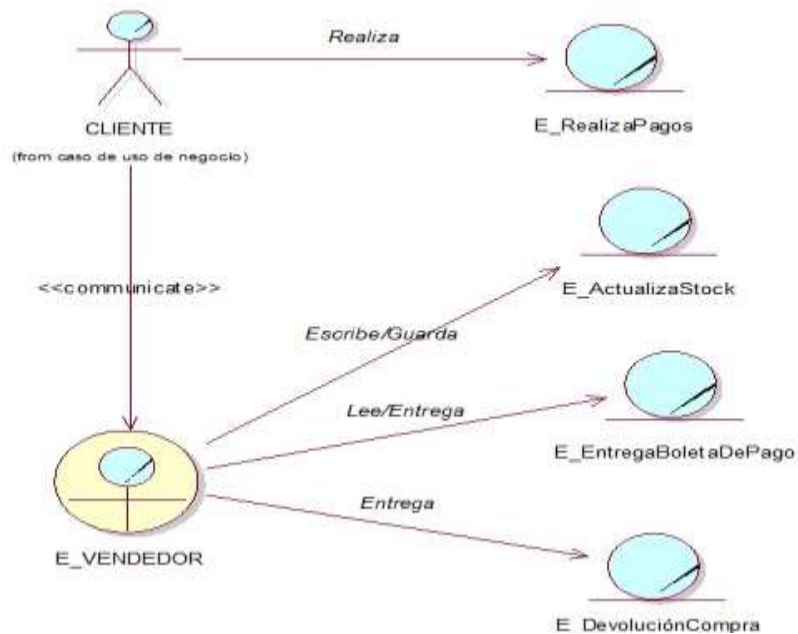 Realiza
CLIENTE
(from caso de uso de negocio)
E_RealizaPagos
<<communicate>>
E_ActualizaStock
Escribe/Guarda
Lee/Entrega
E_EntregaBoletaDePago
Entrega
E_VENDEDOR
E_DevoluciónCompra